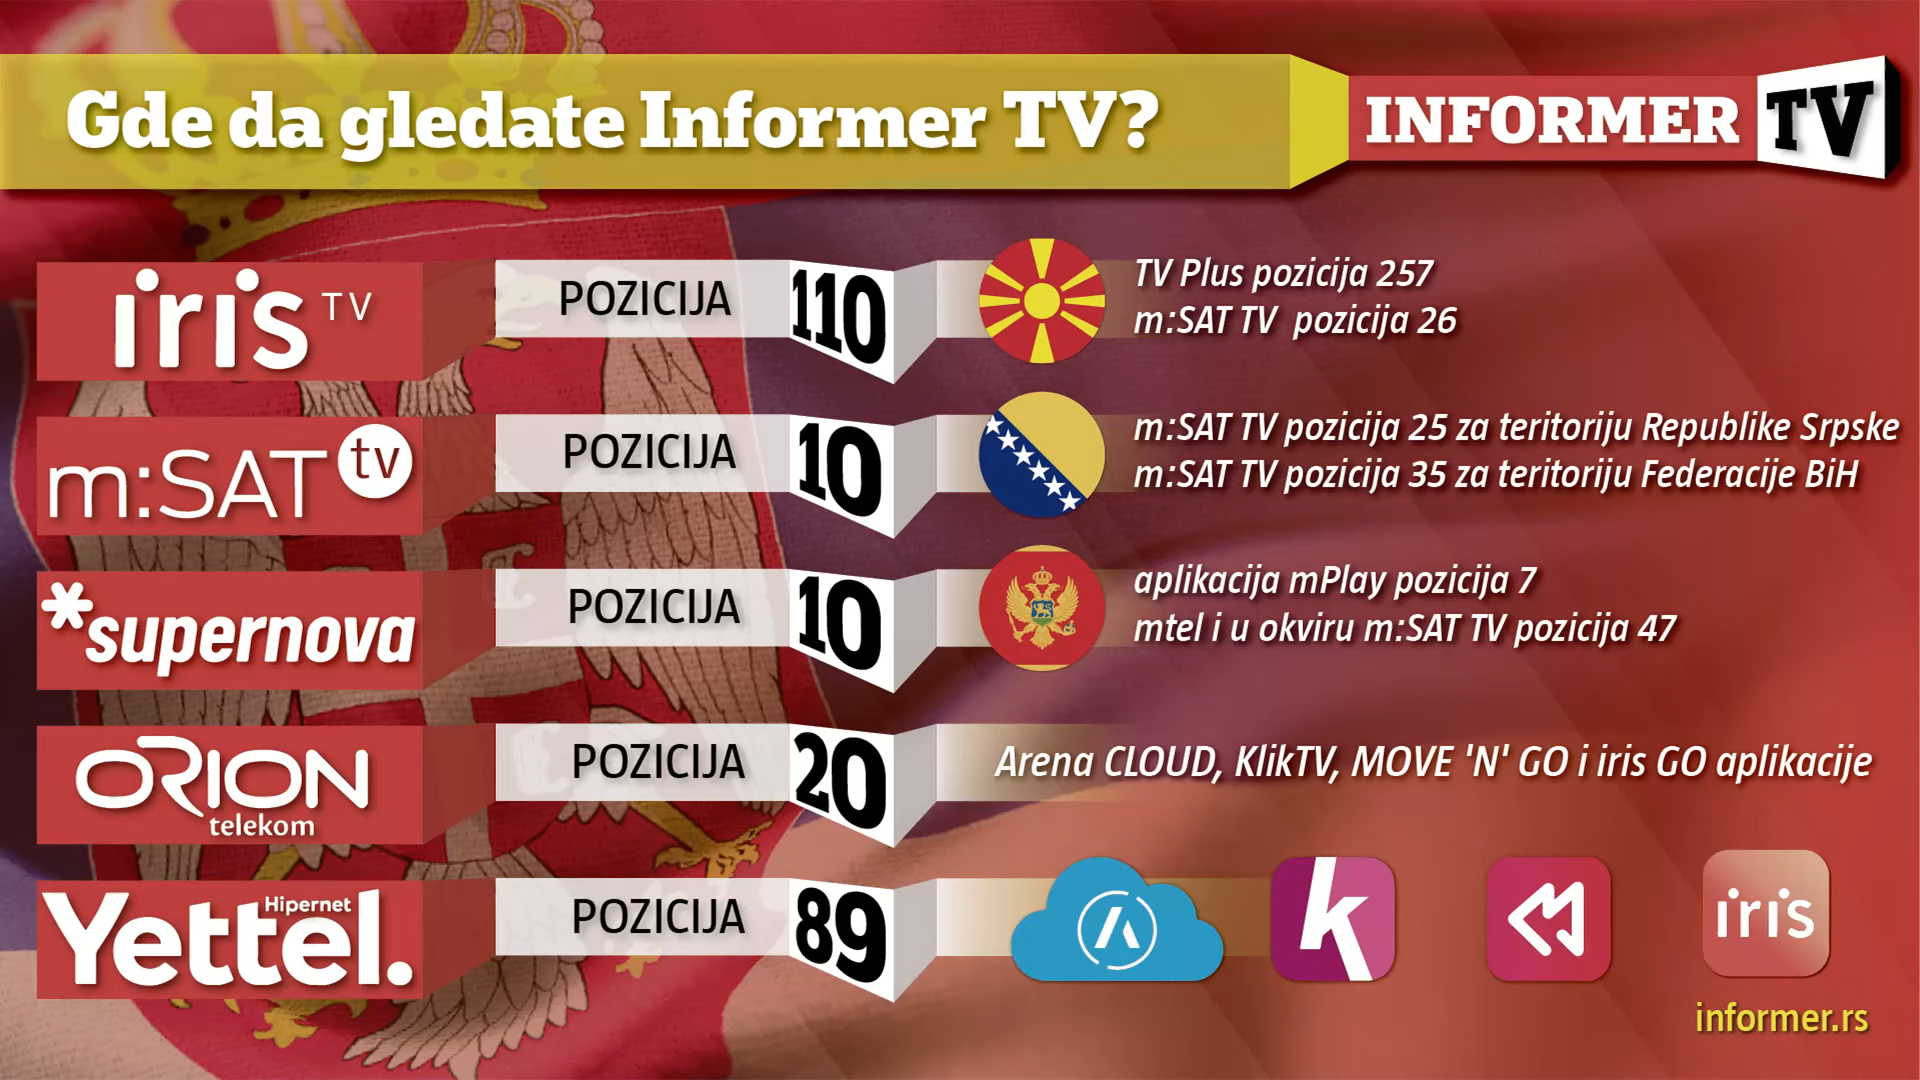 Gde da gledate Informer TV?
INFORMER TV
iris TV
POZICIJA 110
TV Plus pozicija 257
m:SAT TV pozicija 26
m:SAT tv
POZICIJA 10
m:SAT TV pozicija 25 za teritoriju Republike Srpske
m:SAT TV pozicija 35 za teritoriju Federacije BiH
*supernova
POZICIJA 10
aplikacija mPlay pozicija 7
mtel i u okviru m:SAT TV pozicija 47
ORION
telekom
POZICIJA 20
Arena CLOUD, KlikTV, MOVE 'N' GO i iris GO aplikacije
Hipernet
Yettel.
POZICIJA 89
k
iris
informer.rs